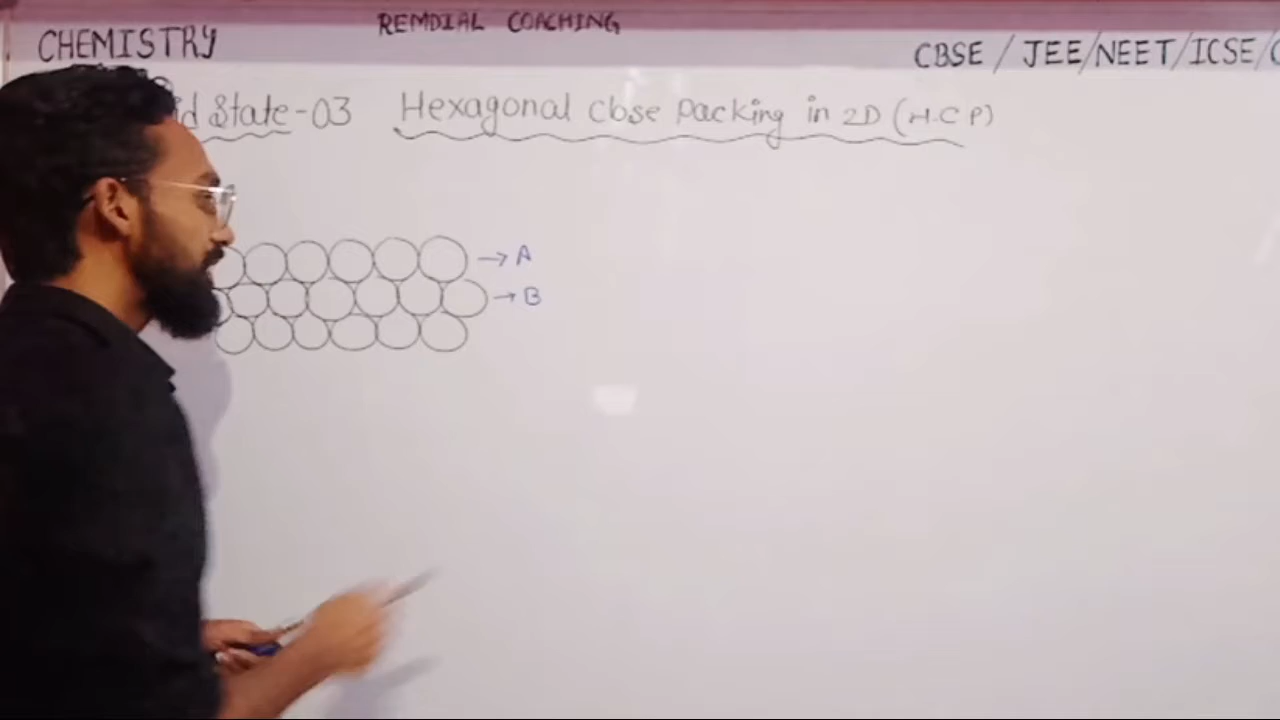 REMDIAL COACHING
CHEMISTRY
CBSE / JEE/NEET/ICSE/
State-03 Hexagonal close packing in 2D (H.C.P)
→ A
→ B